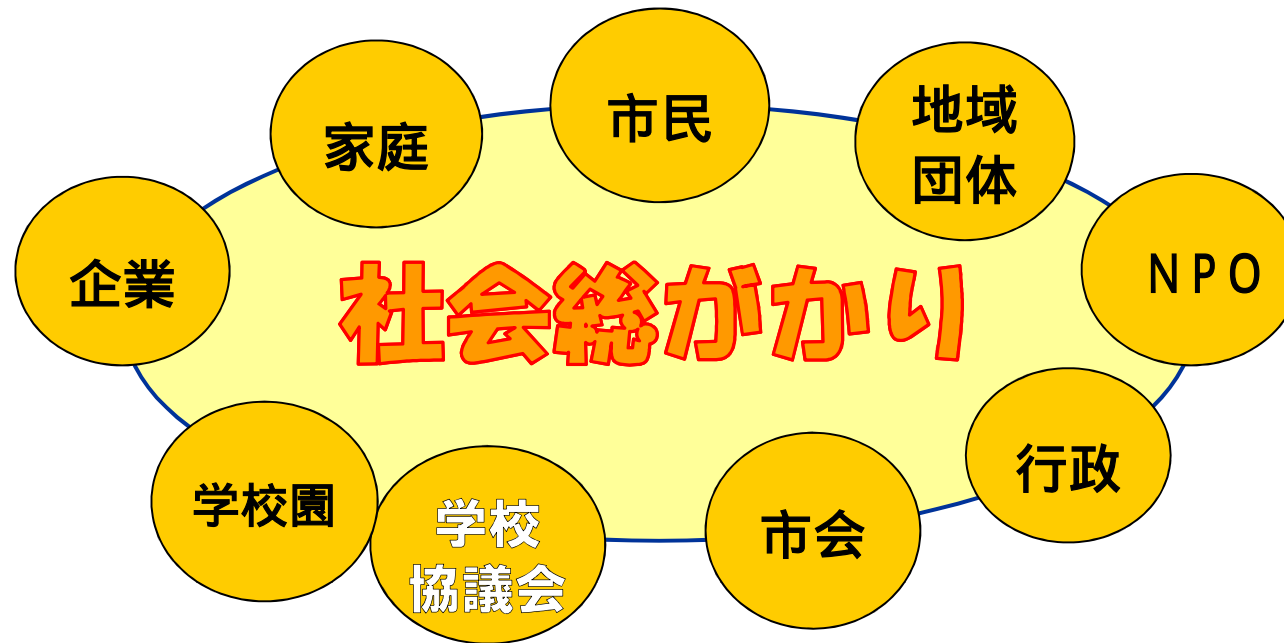 市民
家庭
地域
団体
企業
NPO
社会総がかり
行政
学校園
学校
協議会
市会